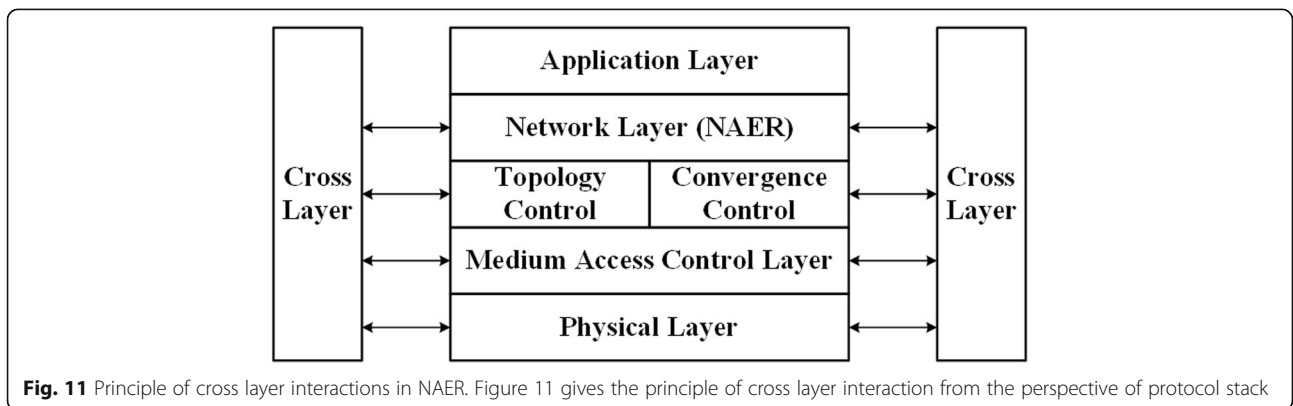 Application Layer
Network Layer (NAER)
Cross
Layer
Topology
Control
Convergence
Control
Cross
Layer
Medium Access Control Layer
Physical Layer
Fig. 11 Principle of cross layer interactions in NAER. Figure 11 gives the principle of cross layer interaction from the perspective of protocol stack